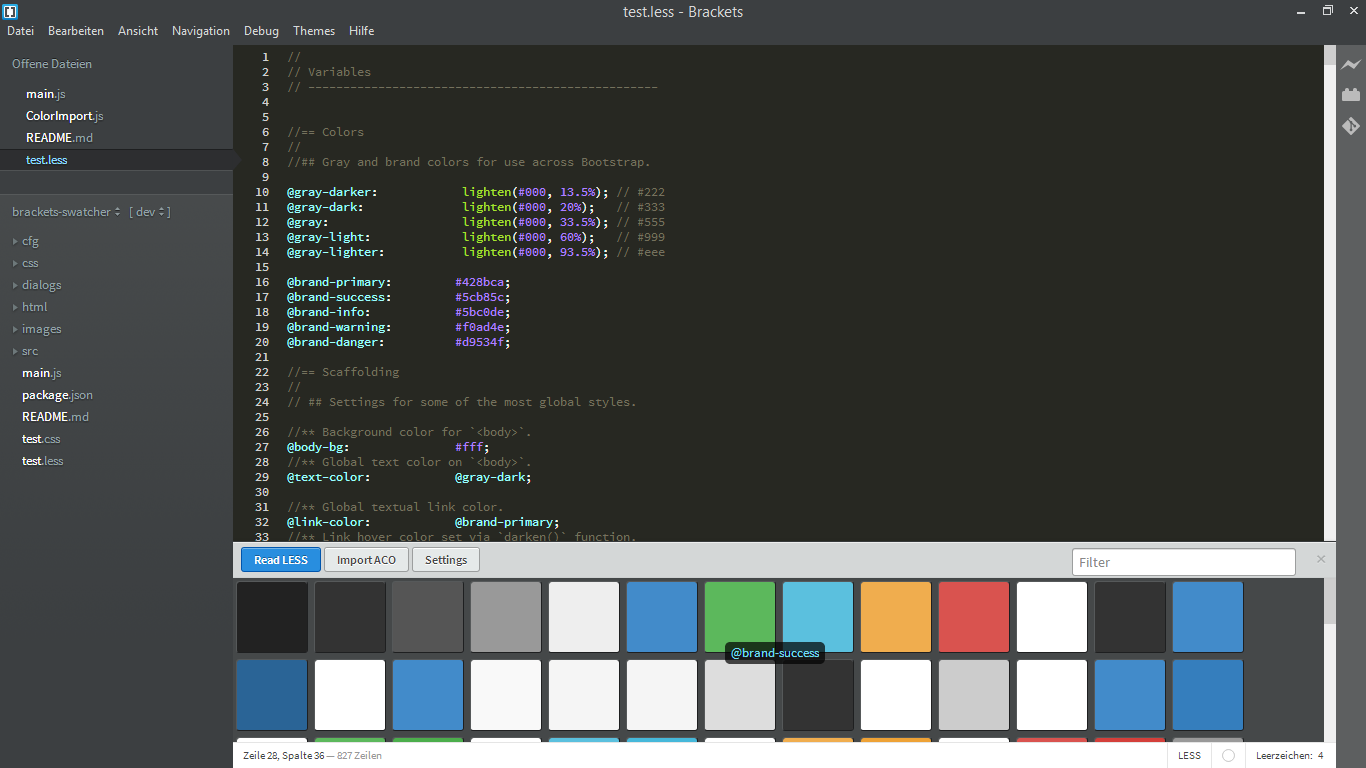 test.less - Brackets
Datei Bearbeiten Ansicht Navigation Debug Themes Hilfe
Offene Dateien
main.js
ColorImport.js
README.md
test.less
brackets-swatcher [ dev ]
cfg
css
dialogs
html
images
src
main.js
package.json
README.md
test.css
test.less
1 //
2 // Variables
3 // --------------------------------------------------
4
5
6 //== Colors
7 //
8 //## Gray and brand colors for use across Bootstrap.
9
10 @gray-darker: lighten(#000, 13.5%); // #222
11 @gray-dark: lighten(#000, 20%); // #333
12 @gray: lighten(#000, 33.5%); // #555
13 @gray-light: lighten(#000, 60%); // #999
14 @gray-lighter: lighten(#000, 93.5%); // #eee
15
16 @brand-primary: #428bca;
17 @brand-success: #5cb85c;
18 @brand-info: #5bc0de;
19 @brand-warning: #f0ad4e;
20 @brand-danger: #d9534f;
21
22 //== Scaffolding
23 //
24 // ## Settings for some of the most global styles.
25
26 //** Background color for `<body>`.
27 @body-bg: #fff;
28 //** Global text color on `<body>`.
29 @text-color: @gray-dark;
30
31 //** Global textual link color.
32 @link-color: @brand-primary;
33 //** Link hover color set via `darken()` function.
Read LESS Import ACO Settings Filter ×
@brand-success
Zeile 28, Spalte 36 — 827 Zeilen LESS Leerzeichen: 4